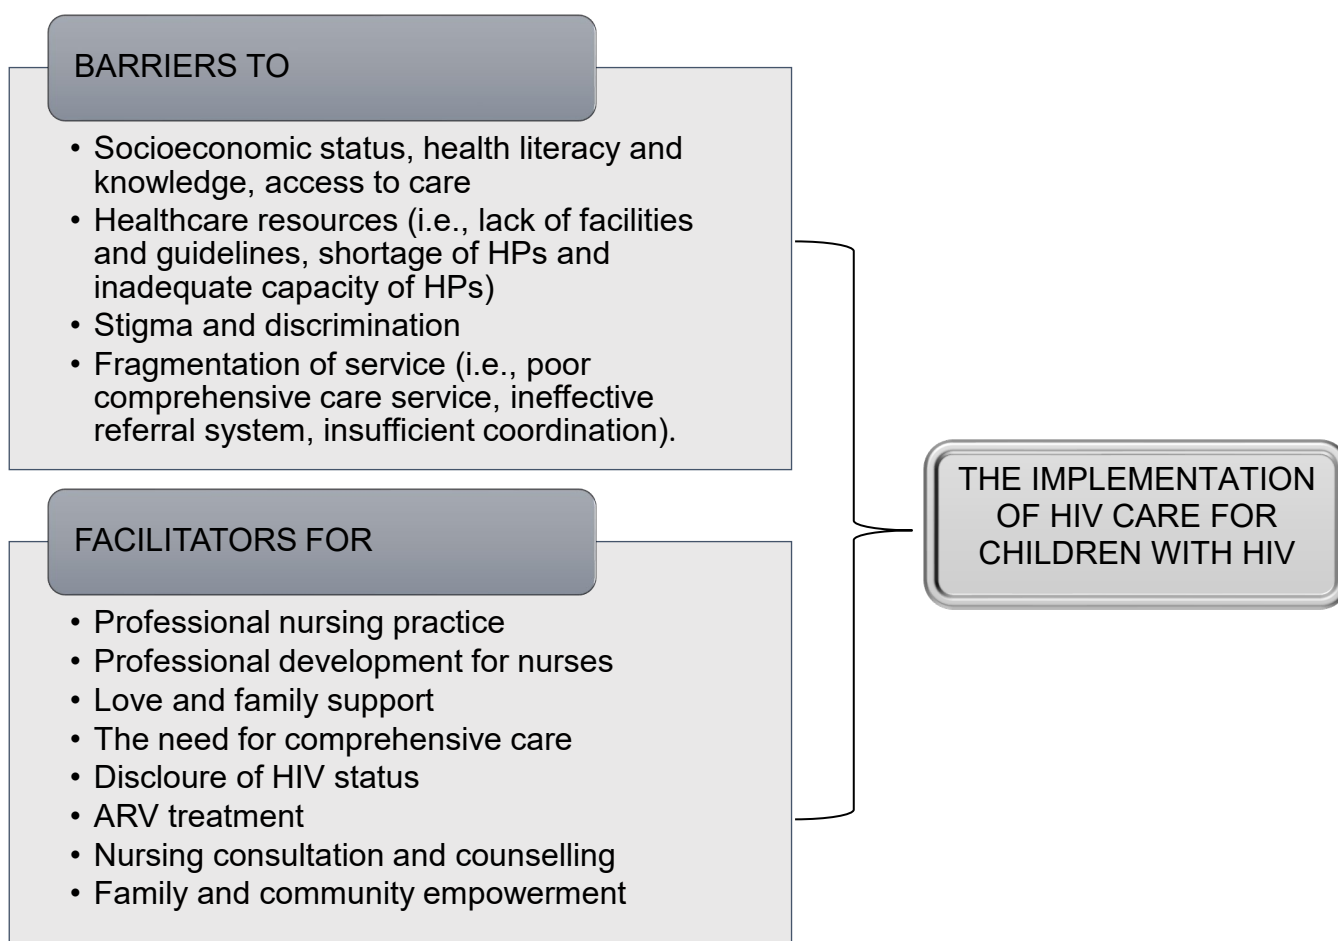 BARRIERS TO
• Socioeconomic status, health literacy and
knowledge, access to care
• Healthcare resources (i.e., lack of facilities
and guidelines, shortage of HPs and
inadequate capacity of HPs)
• Stigma and discrimination
• Fragmentation of service (i.e., poor
comprehensive care service, ineffective
referral system, insufficient coordination).
FACILITATORS FOR
• Professional nursing practice
• Professional development for nurses
• Love and family support
• The need for comprehensive care
• Discloure of HIV status
• ARV treatment
• Nursing consultation and counselling
• Family and community empowerment
THE IMPLEMENTATION
OF HIV CARE FOR
CHILDREN WITH HIV